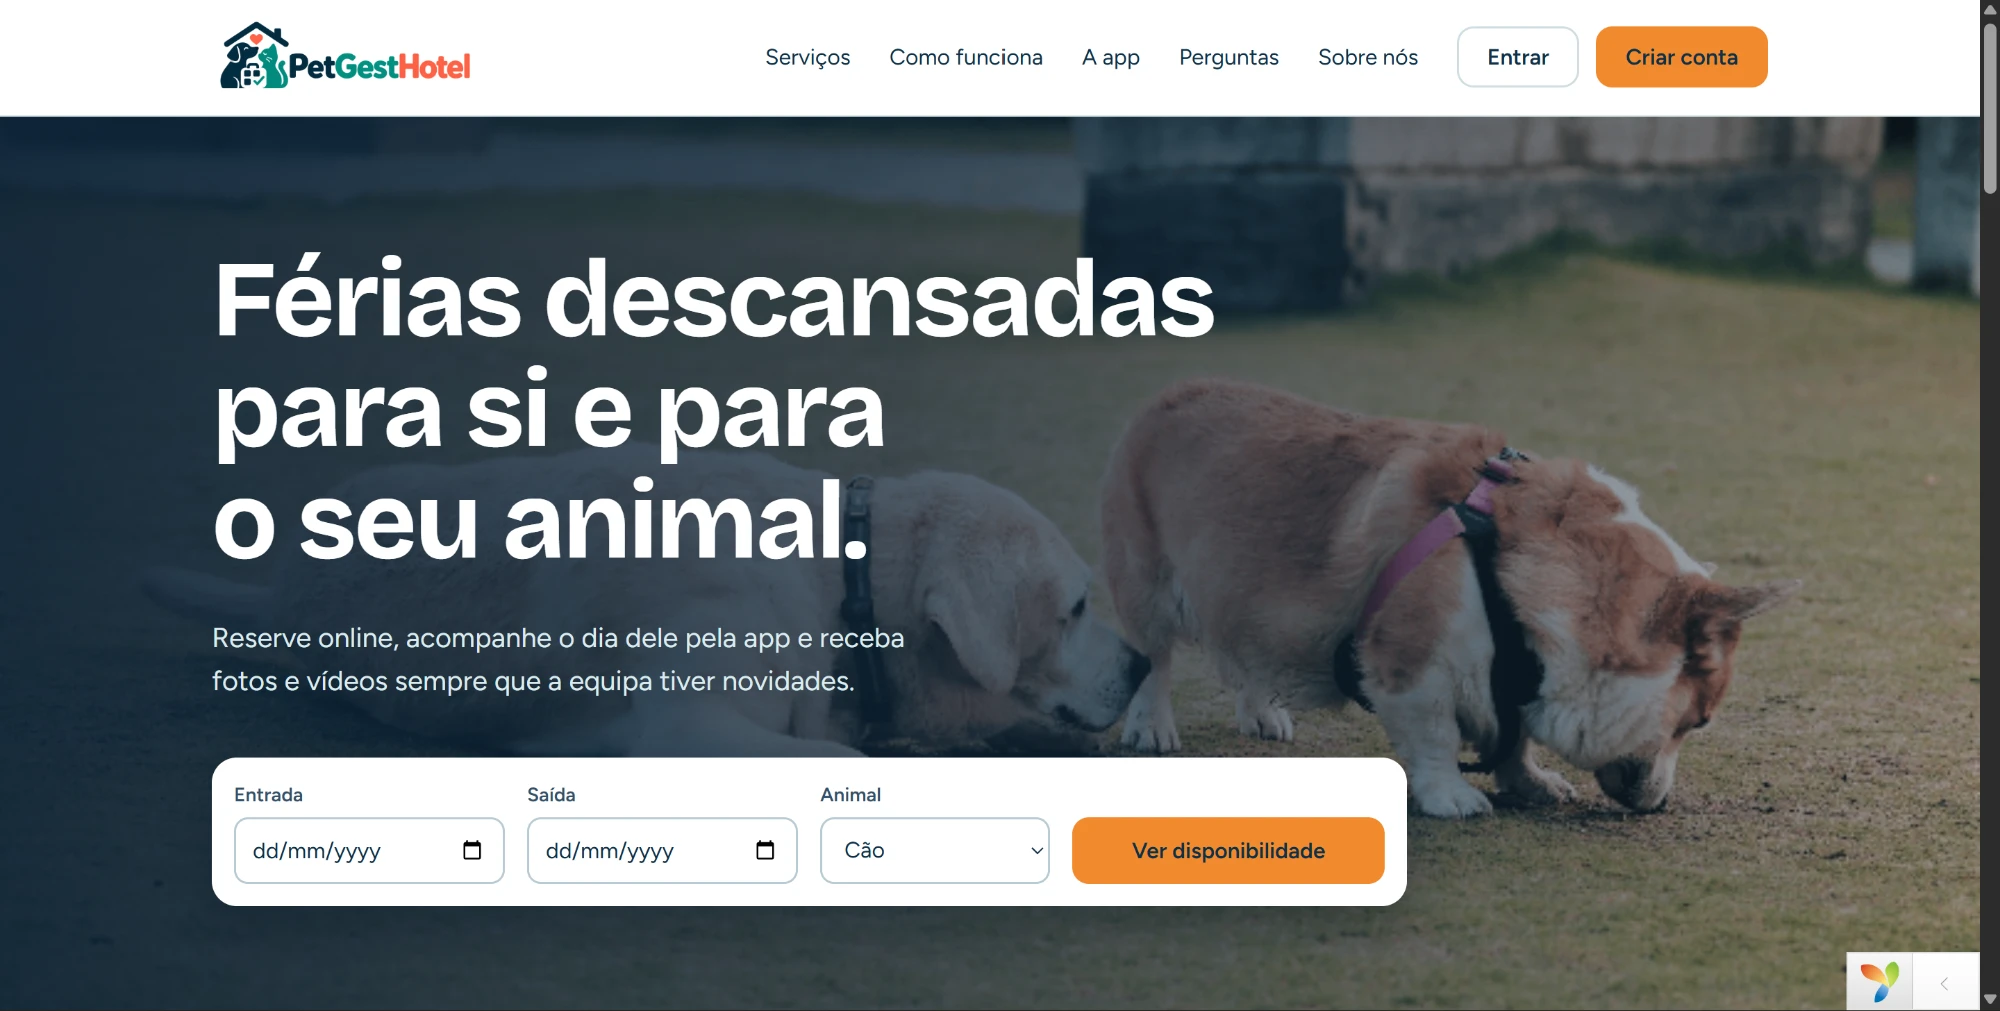 PetGestHotel
Serviços
Como funciona
A app
Perguntas
Sobre nós
Entrar
Criar conta
Férias descansadas
para si e para
o seu animal.
Reserve online, acompanhe o dia dele pela app e receba
fotos e vídeos sempre que a equipa tiver novidades.
Entrada
Saída
Animal
dd/mm/yyyy
dd/mm/yyyy
Cão
Ver disponibilidade